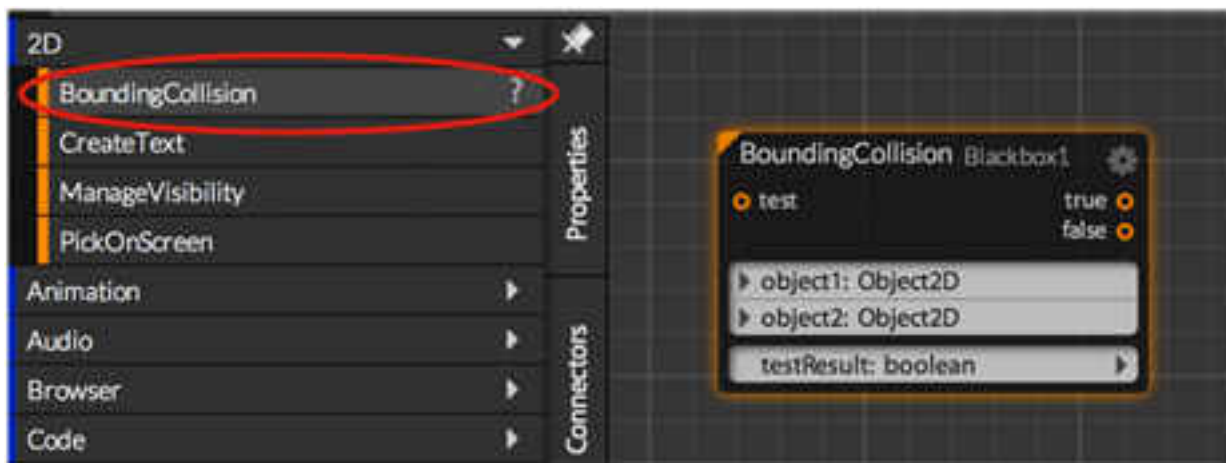 2D
BoundingCollision ?
CreateText
ManageVisibility
PickOnScreen
Animation
Audio
Browser
Code
Properties
Connectors
BoundingCollision Blackbox1
test true
false
object1: Object2D
object2: Object2D
testResult: boolean